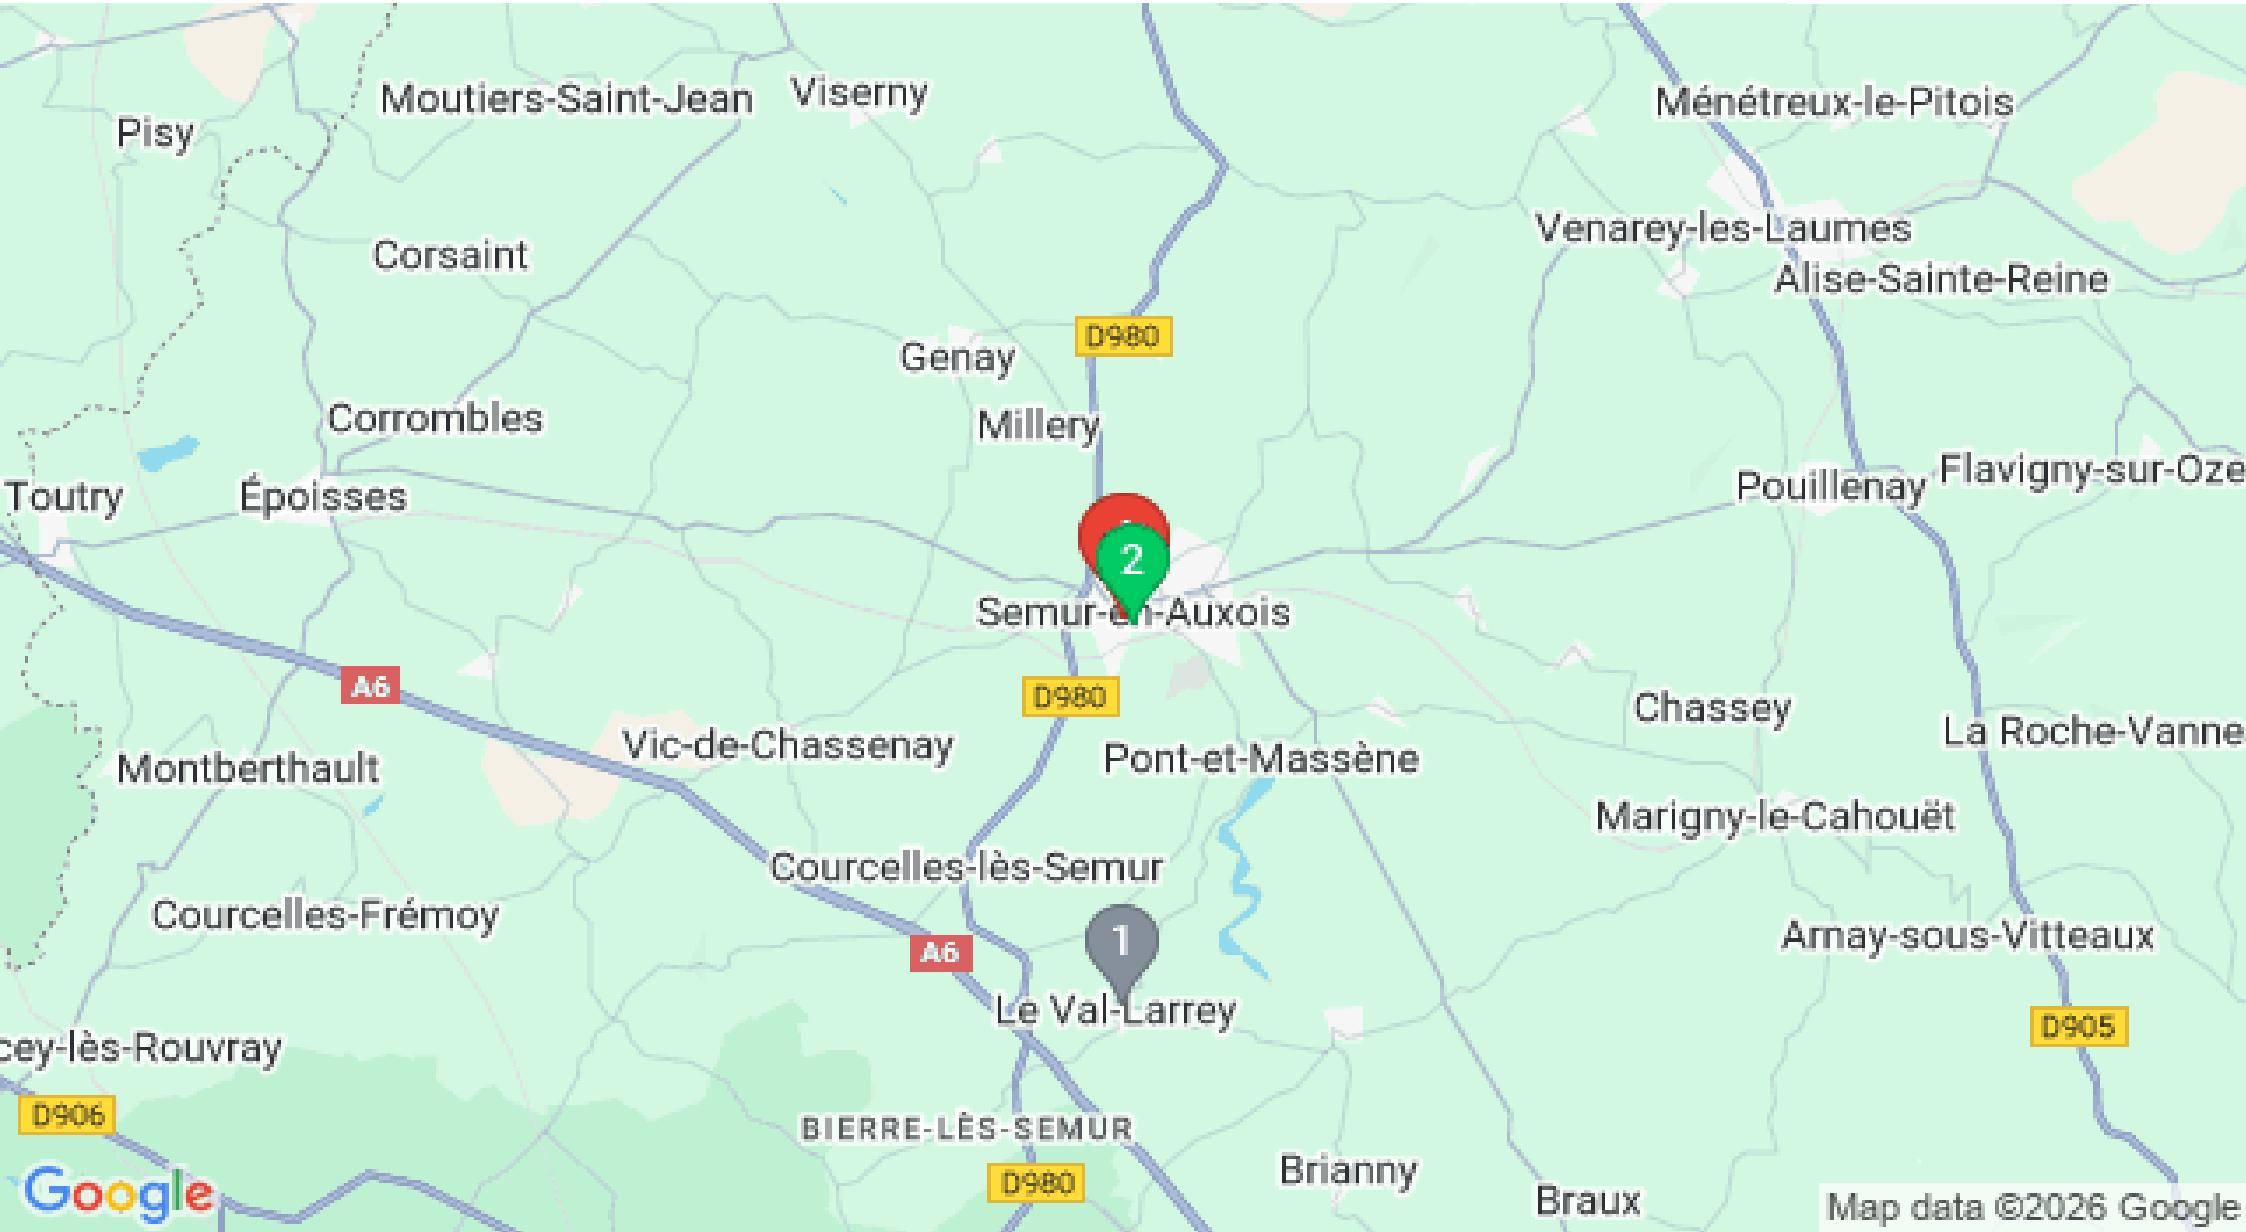 Viserny
Moutiers-Saint-Jean
Ménétreux-le-Pitois
Pisy
Venarey-les-Laumes
Corsaint
Alise-Sainte-Reine
D980
Genay
Corrombles
Millery
Flavigny-sur-Oze
Pouillenay
Toutry
Époisses
2
Semur-en-Auxois
A6
D980
Chassey
La Roche-Vanne
Vic-de-Chassenay
Pont-et-Massène
Montberthault
Marigny-le-Cahouët
Courcelles-lès-Semur
Courcelles-Frémoy
Arnay-sous-Vitteaux
1
A6
Le Val-Larrey
D905
cey-lès-Rouvray
D906
BIERRE-LÈS-SEMUR
Brianny
D980
Braux
Google
Map data ©2026 Google